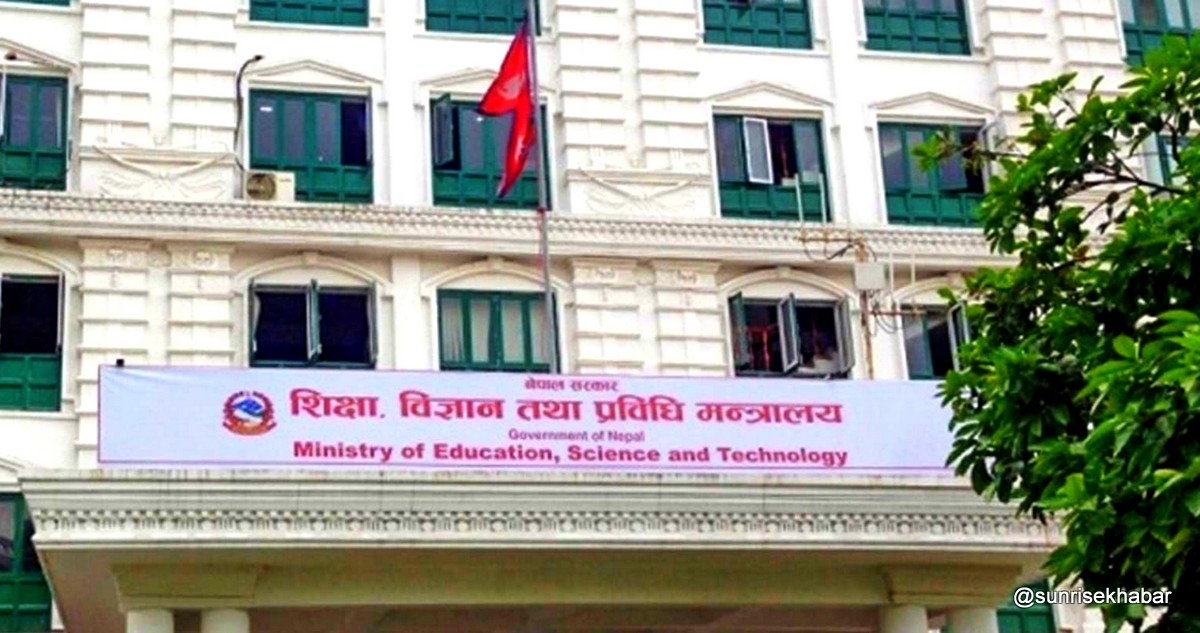 नेपाल सरकार
शिक्षा, विज्ञान तथा प्रविधि मन्त्रालय
Government of Nepal
Ministry of Education, Science and Technology
@sunrisekhabar